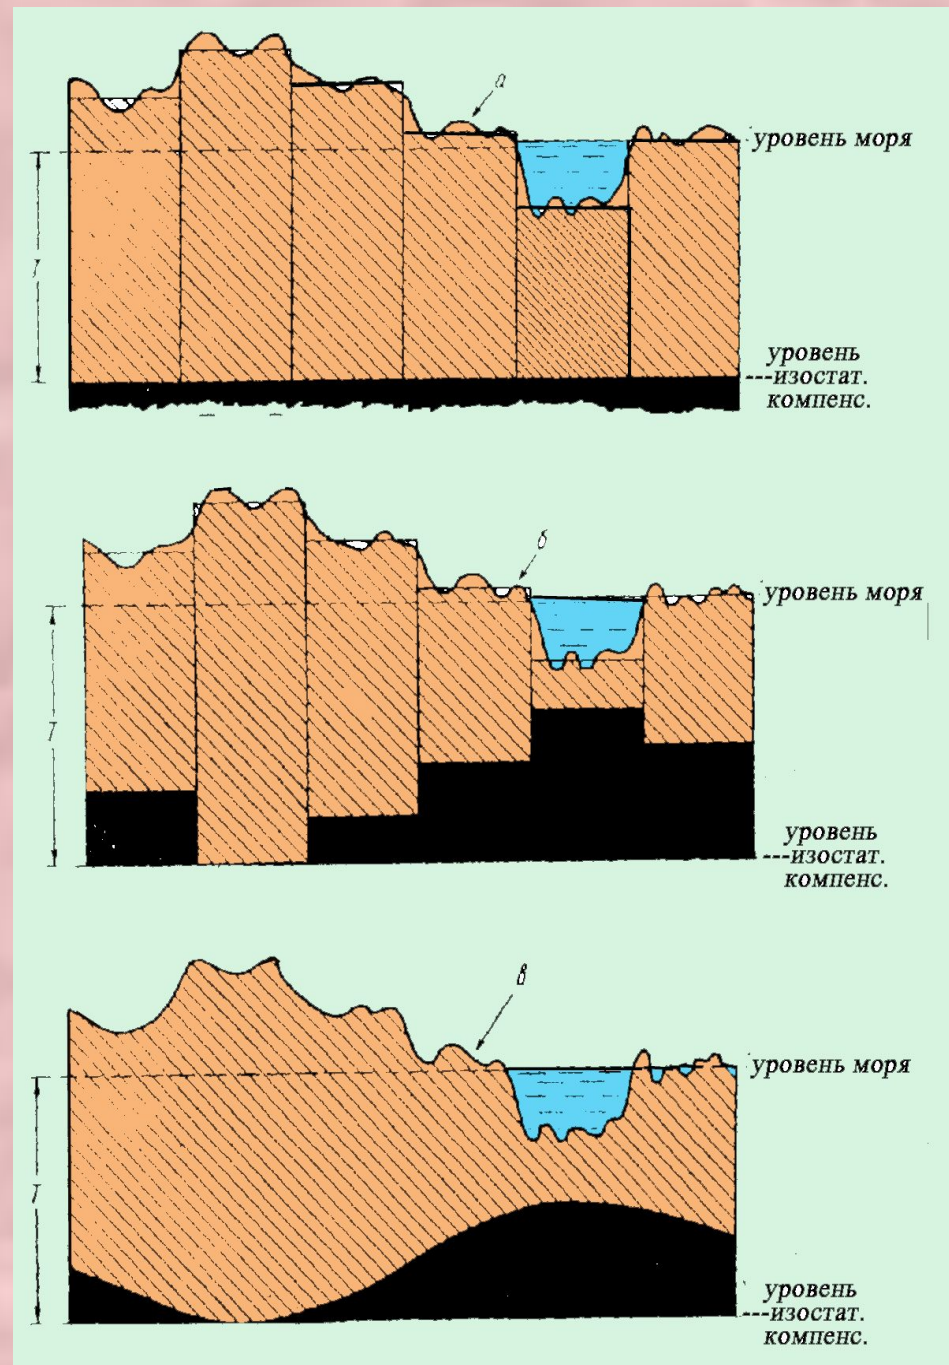 а
уровень моря
Т
уровень
---изостат.
компенс.
б
уровень моря
Т
уровень
---изостат.
компенс.
в
уровень моря
Т
уровень
---изостат.
компенс.